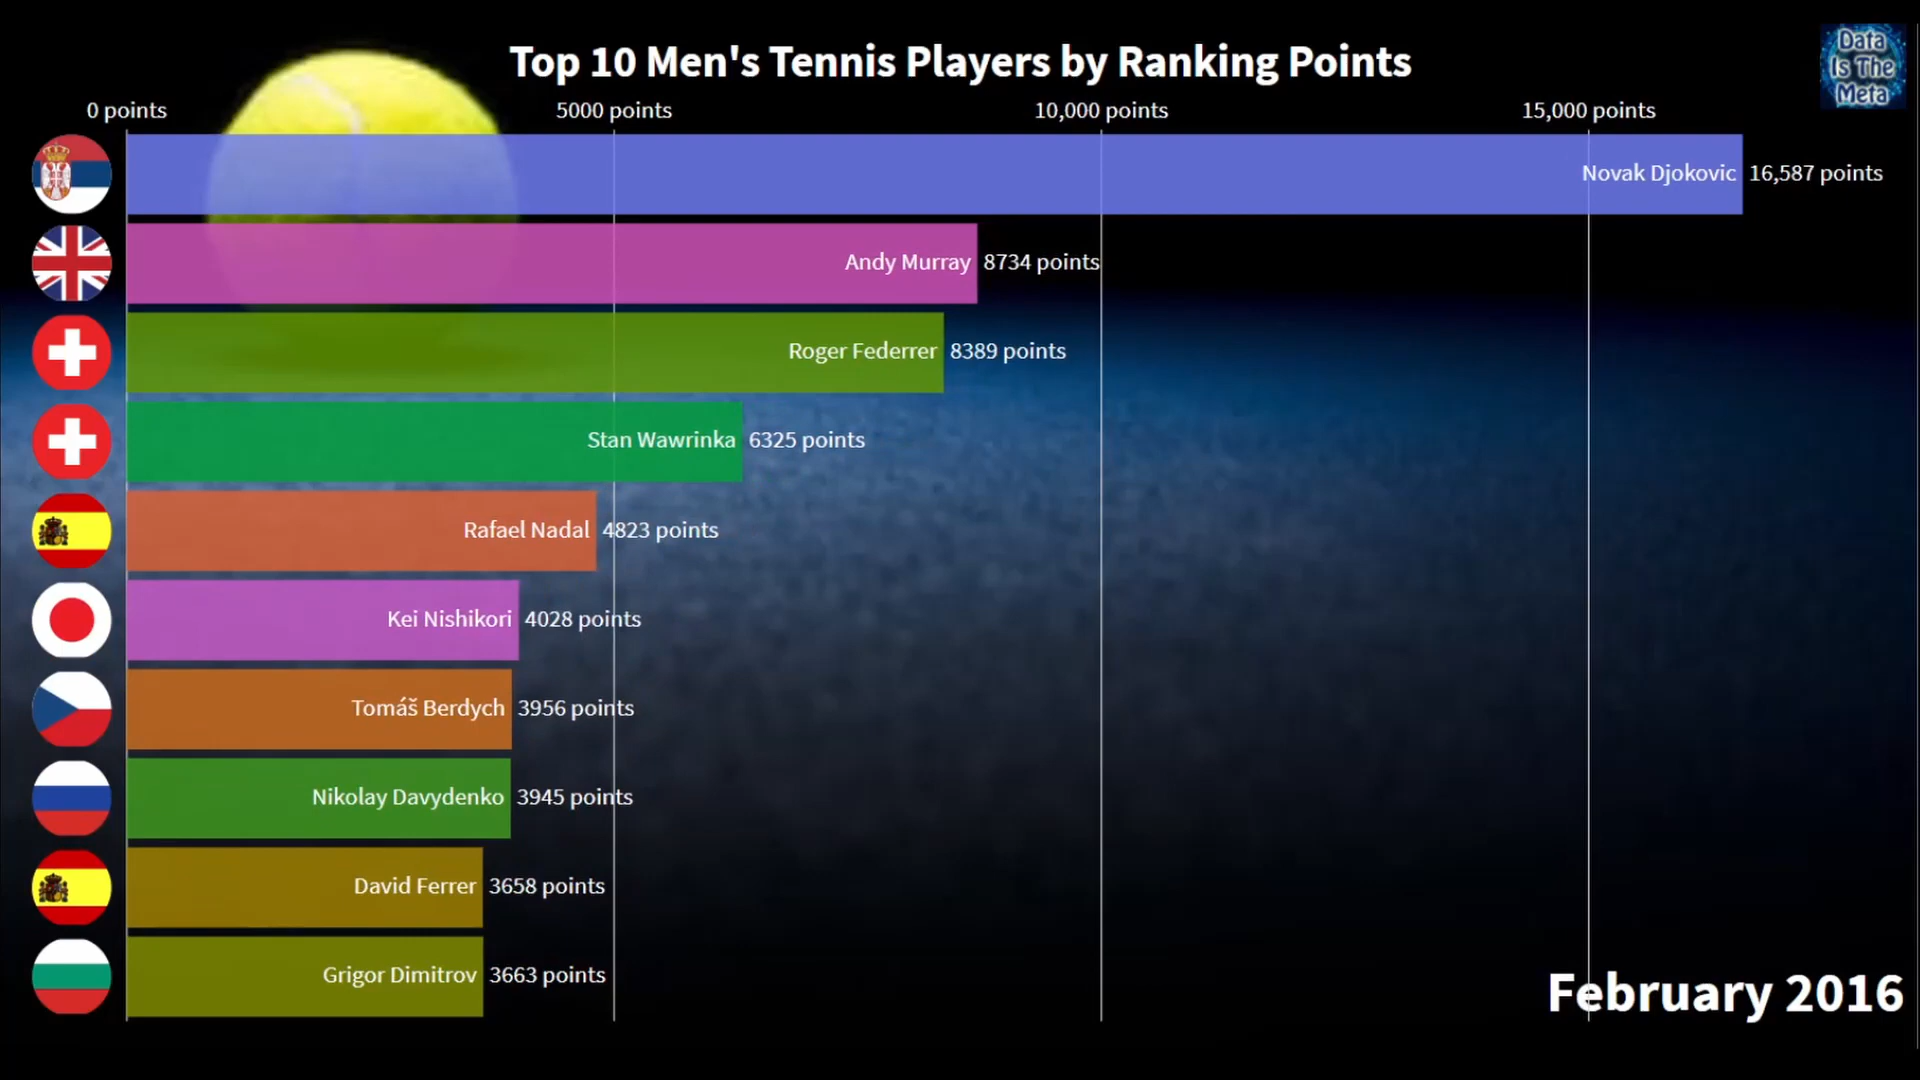 Top 10 Men's Tennis Players by Ranking Points
Data
Is The
Meta
0 points 5000 points 10,000 points 15,000 points
Novak Djokovic 16,587 points
Andy Murray 8734 points
Roger Federrer 8389 points
Stan Wawrinka 6325 points
Rafael Nadal 4823 points
Kei Nishikori 4028 points
Tomáš Berdych 3956 points
Nikolay Davydenko 3945 points
David Ferrer 3658 points
Grigor Dimitrov 3663 points
February 2016